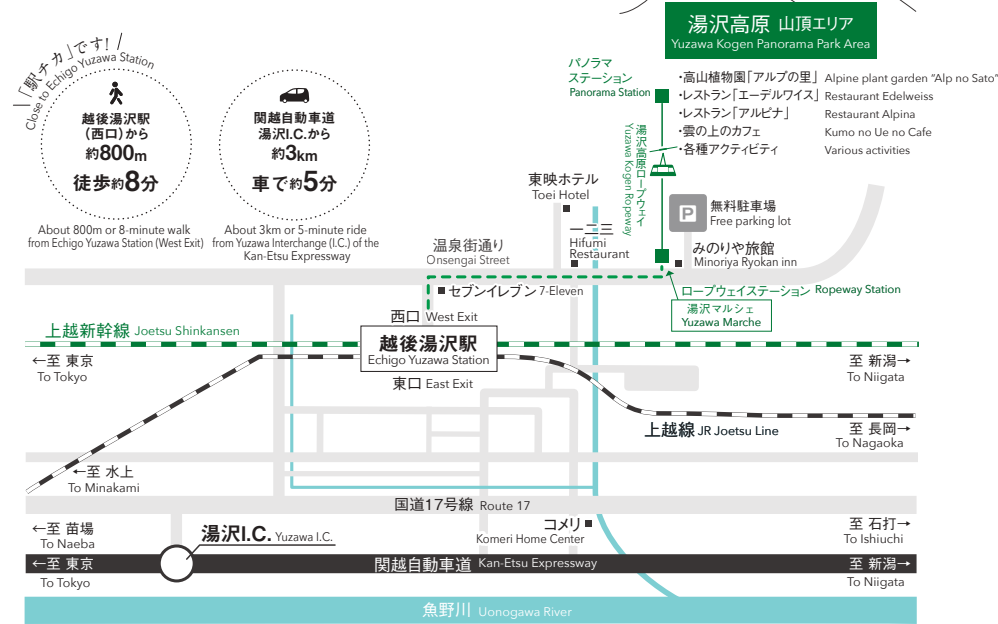 「駅チカ」です!
Close to Echigo Yuzawa Station
越後湯沢駅
(西口)から
約800m
徒歩約8分
About 800m or 8-minute walk
from Echigo Yuzawa Station (West Exit)
関越自動車道
湯沢I.C.から
約3km
車で約5分
About 3km or 5-minute ride
from Yuzawa Interchange (I.C.) of the
Kan-Etsu Expressway
湯沢高原 山頂エリア
Yuzawa Kogen Panorama Park Area
パノラマ
ステーション
Panorama Station
・高山植物園「アルプの里」 Alpine plant garden “Alp no Sato”
・レストラン「エーデルワイス」 Restaurant Edelweiss
・レストラン「アルピナ」 Restaurant Alpina
・雲の上のカフェ Kumo no Ue no Cafe
・各種アクティビティ Various activities
湯沢高原ロープウェイ
Yuzawa Kogen Ropeway
東映ホテル
Toei Hotel
P
無料駐車場
Free parking lot
一二三
Hifumi
Restaurant
みのりや旅館
Minoriya Ryokan inn
温泉街通り
Onsengai Street
セブンイレブン 7-Eleven
ロープウェイステーション Ropeway Station
湯沢マルシェ
Yuzawa Marche
西口 West Exit
上越新幹線 Joetsu Shinkansen
越後湯沢駅
Echigo Yuzawa Station
←至 東京
To Tokyo
至 新潟→
To Niigata
東口 East Exit
上越線 JR Joetsu Line
至 長岡→
To Nagaoka
←至 水上
To Minakami
国道17号線 Route 17
←至 苗場
To Naeba
湯沢I.C. Yuzawa I.C.
コメリ
Komeri Home Center
至 石打→
To Ishiuchi
←至 東京
To Tokyo
関越自動車道 Kan-Etsu Expressway
至 新潟→
To Niigata
魚野川 Uonogawa River